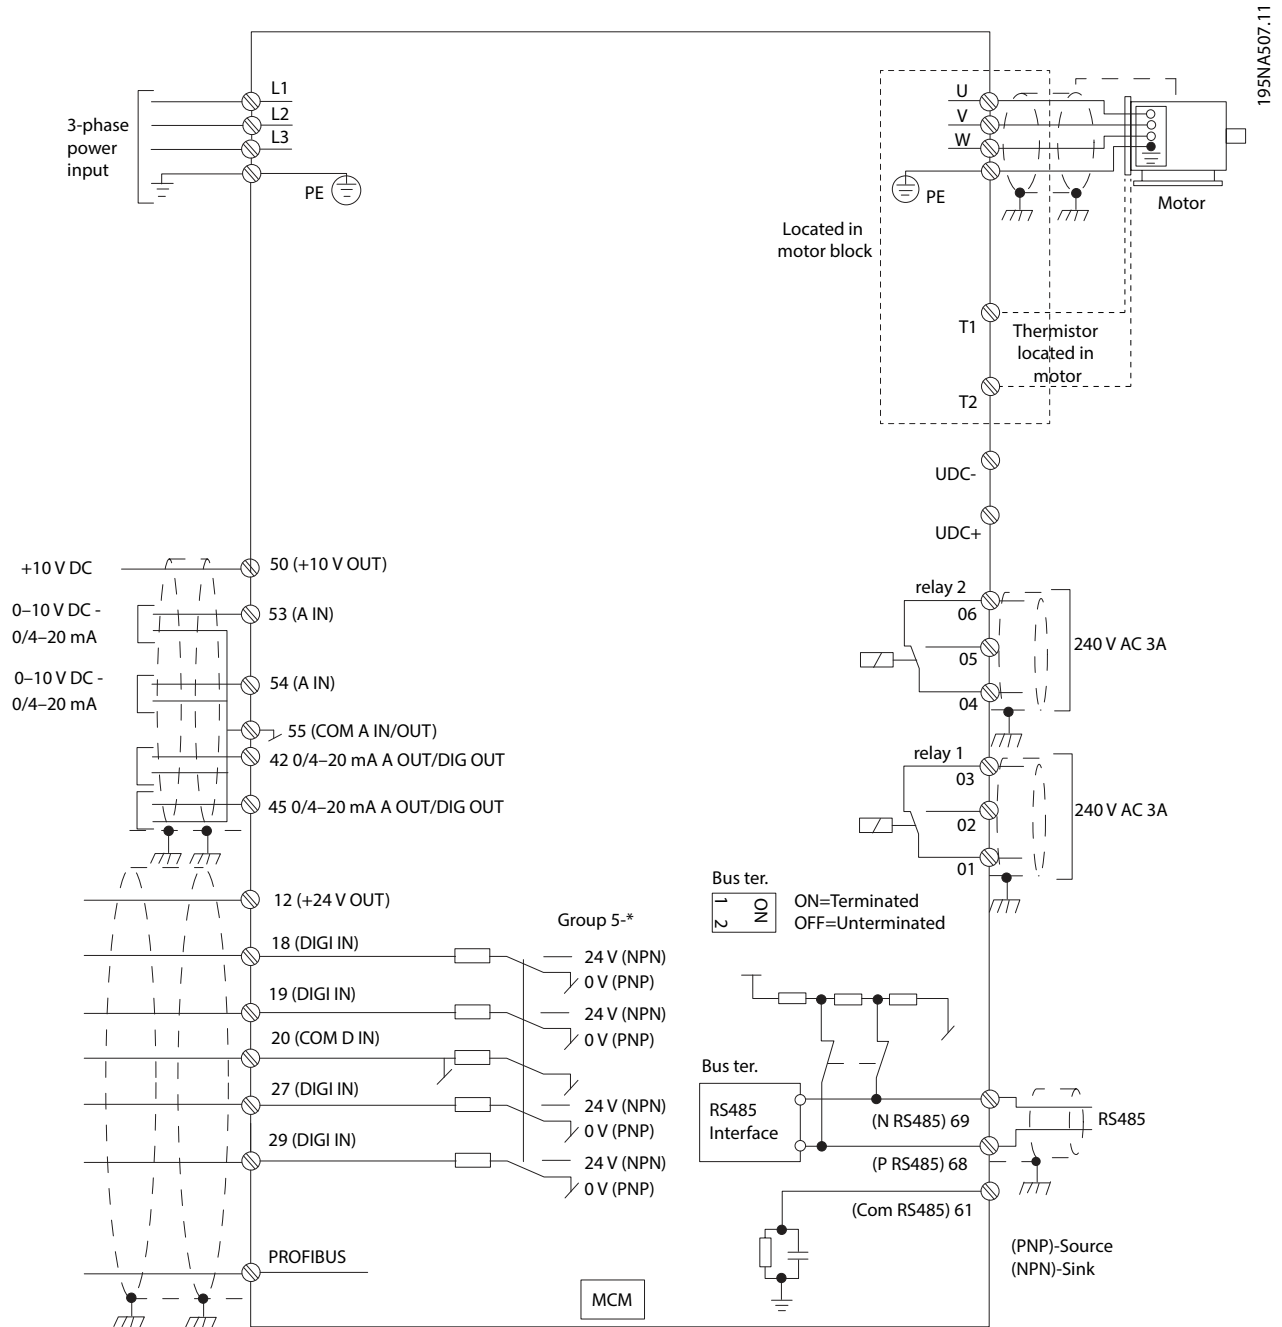 195NA507.11
L1
L2
L3
3-phase
power
input
PE
U
V
W
PE
Motor
Located in
motor block
T1
Thermistor
located in
motor
T2
UDC-
UDC+
+10 V DC
50 (+10 V OUT)
0–10 V DC -
0/4–20 mA
53 (A IN)
0–10 V DC -
0/4–20 mA
54 (A IN)
55 (COM A IN/OUT)
42 0/4–20 mA A OUT/DIG OUT
45 0/4–20 mA A OUT/DIG OUT
relay 2
06
05
04
240 V AC 3A
relay 1
03
02
01
240 V AC 3A
12 (+24 V OUT)
18 (DIGI IN)
19 (DIGI IN)
20 (COM D IN)
27 (DIGI IN)
29 (DIGI IN)
PROFIBUS
Group 5-*
24 V (NPN)
0 V (PNP)
24 V (NPN)
0 V (PNP)
24 V (NPN)
0 V (PNP)
24 V (NPN)
0 V (PNP)
Bus ter.
1 2
ON
ON=Terminated
OFF=Unterminated
Bus ter.
RS485
Interface
(N RS485) 69
(P RS485) 68
RS485
(Com RS485) 61
(PNP)-Source
(NPN)-Sink
MCM